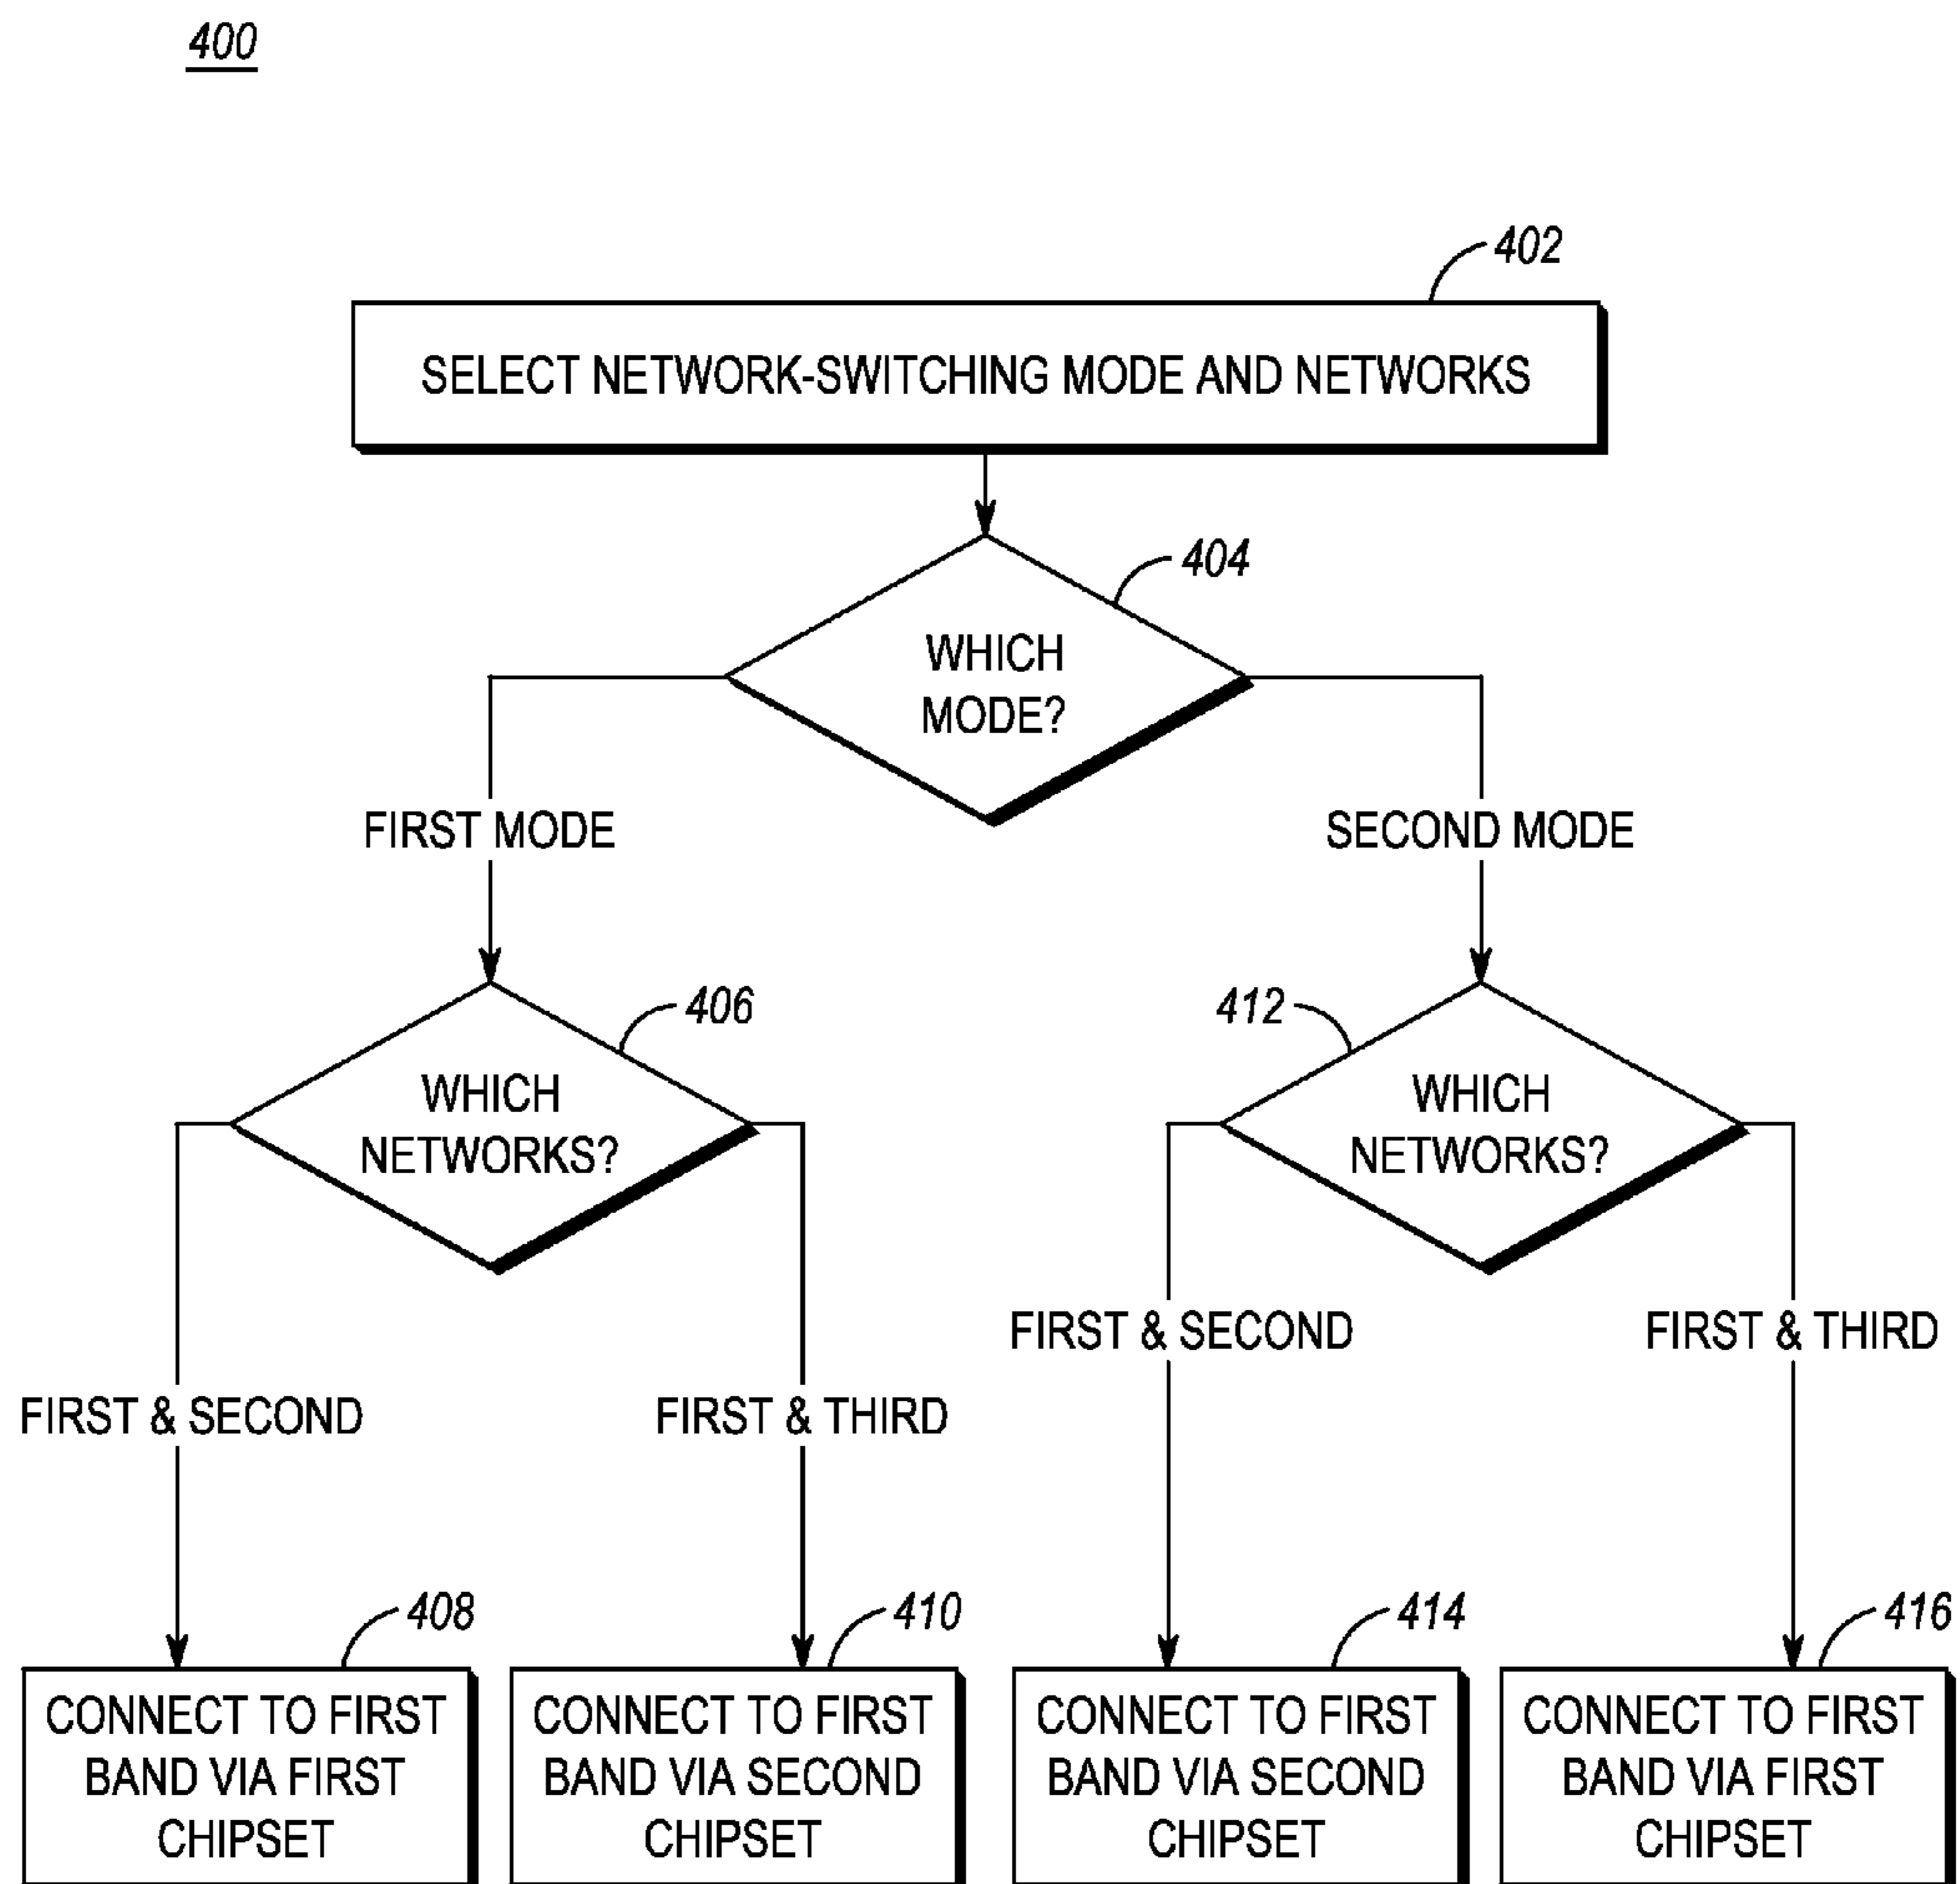 400
402
SELECT NETWORK-SWITCHING MODE AND NETWORKS
404
WHICH
MODE?
FIRST MODE
SECOND MODE
406
WHICH
NETWORKS?
412
WHICH
NETWORKS?
FIRST & SECOND
FIRST & THIRD
FIRST & SECOND
FIRST & THIRD
408
CONNECT TO FIRST
BAND VIA FIRST
CHIPSET
410
CONNECT TO FIRST
BAND VIA SECOND
CHIPSET
414
CONNECT TO FIRST
BAND VIA SECOND
CHIPSET
416
CONNECT TO FIRST
BAND VIA FIRST
CHIPSET